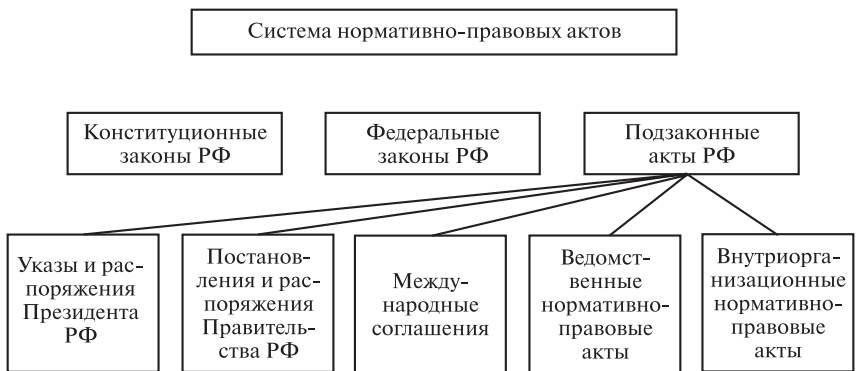 Система нормативно-правовых актов
Конституционные
законы РФ
Федеральные
законы РФ
Подзаконные
акты РФ
Указы и рас-
поряжения
Президента
РФ
Постанов-
ления и рас-
поряжения
Правитель-
ства РФ
Между-
народные
соглашения
Ведомст-
венные
нормативно-
правовые
акты
Внутриорга-
низационные
нормативно-
правовые
акты